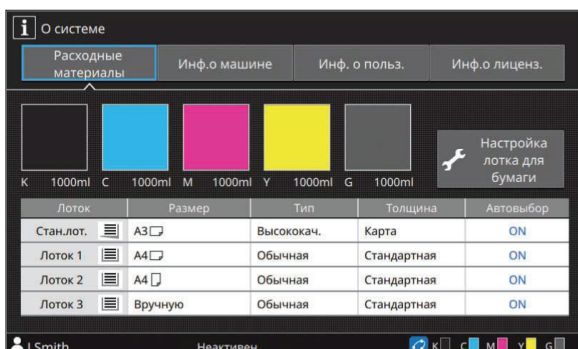 i О системе
Расходные материалы Инф.о машине Инф. о польз. Инф.о лиценз.
K 1000ml C 1000ml M 1000ml Y 1000ml G 1000ml
Настройка
лотка для
бумаги
Лоток Размер Тип Толщина Автовыбор
Стан.лот. A3 Высококач. Карта ON
Лоток 1 A4 Обычная Стандартная ON
Лоток 2 A4 Обычная Стандартная ON
Лоток 3 Вручную Обычная Стандартная ON
J.Smith Неактивен K C M Y G